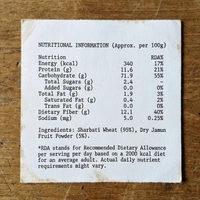 NUTRITIONAL INFORMATION (Approx. per 100g)
Nutrition RDA%
Energy (kcal) 340 17%
Protein (g) 11.6 21%
Carbohydrate (g) 71.9 55%
Total Sugars (g) 2.4 -
Added Sugars (g) 0.0 0%
Total Fat (g) 1.9 3%
Saturated Fat (g) 0.4 2%
Trans Fat (g) 0.0 0%
Dietary Fiber (g) 12.1 40%
Sodium (mg) 5.0 0.25%
Ingredients: Sharbati Wheat (95%), Dry Jamun
Fruit Powder (5%).
*RDA stands for Recommended Dietary Allowance
per serving per day based on a 2000 kcal diet
for an average adult. Actual daily nutrient
requirements might vary.